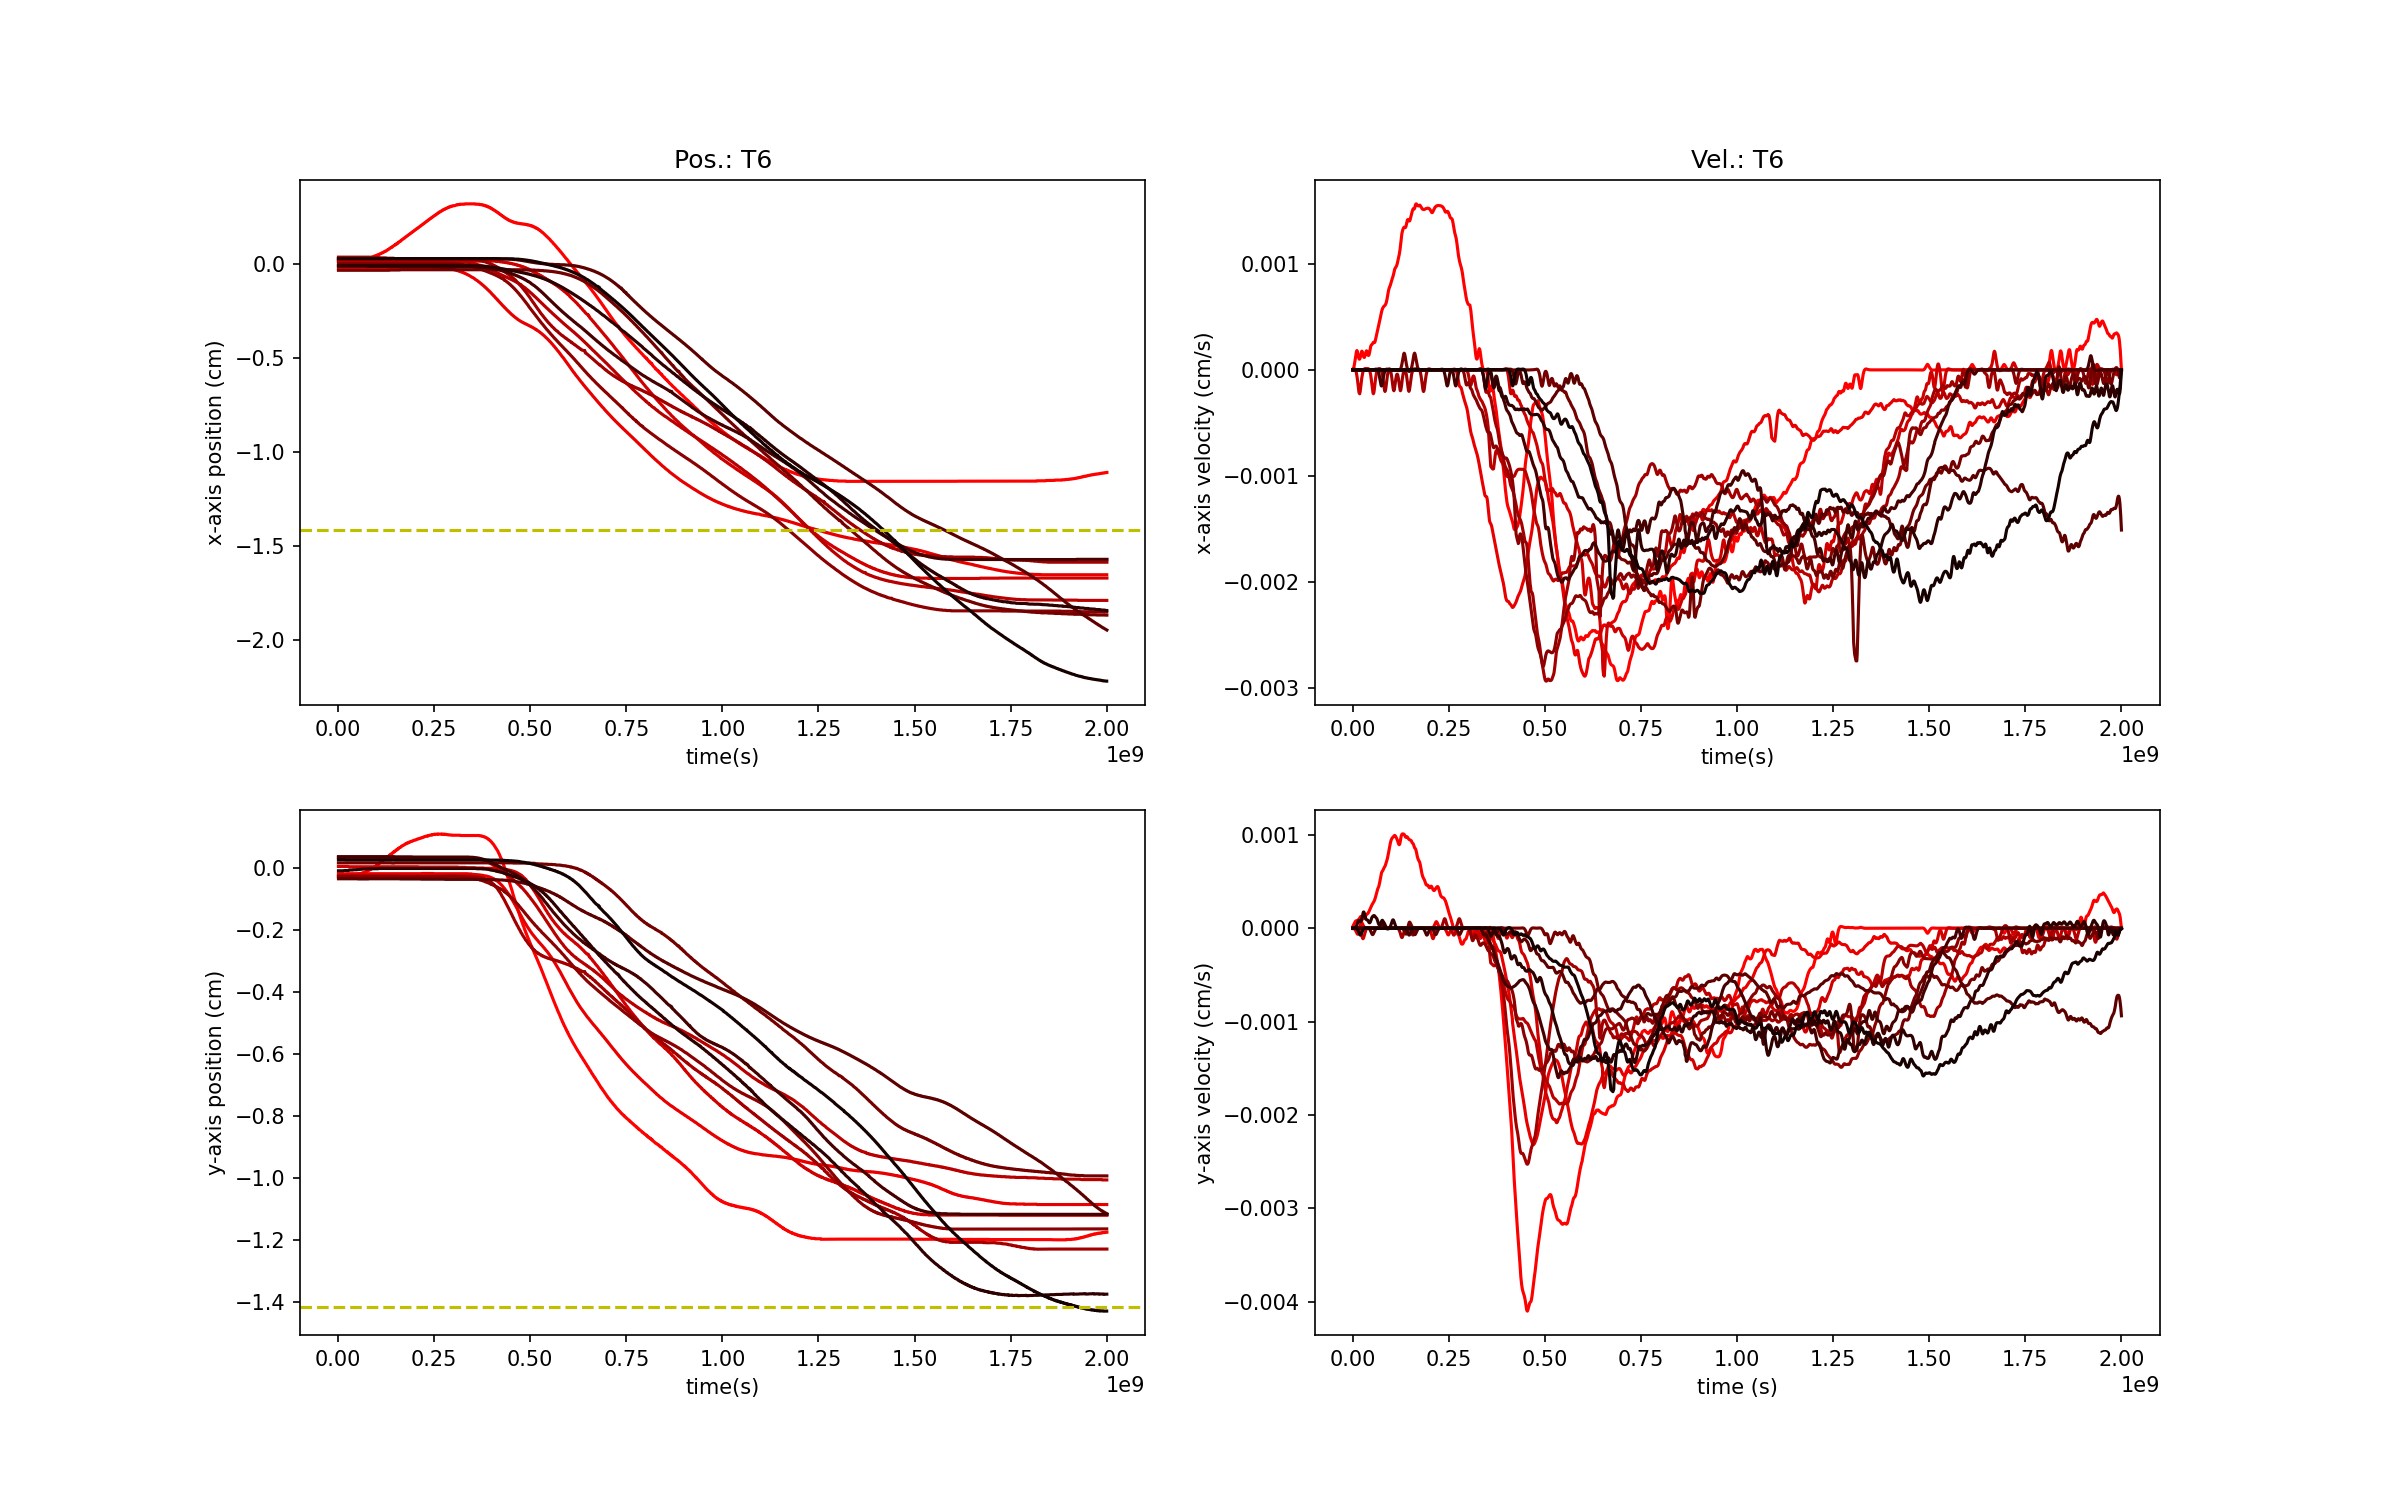 Pos.: T6
x-axis position (cm)
0.0
−0.5
−1.0
−1.5
−2.0
0.00 0.25 0.50 0.75 1.00 1.25 1.50 1.75 2.00
time(s)
1e9
Vel.: T6
x-axis velocity (cm/s)
0.001
0.000
−0.001
−0.002
−0.003
0.00 0.25 0.50 0.75 1.00 1.25 1.50 1.75 2.00
time(s)
1e9
y-axis position (cm)
0.0
−0.2
−0.4
−0.6
−0.8
−1.0
−1.2
−1.4
0.00 0.25 0.50 0.75 1.00 1.25 1.50 1.75 2.00
time(s)
1e9
y-axis velocity (cm/s)
0.001
0.000
−0.001
−0.002
−0.003
−0.004
0.00 0.25 0.50 0.75 1.00 1.25 1.50 1.75 2.00
time (s)
1e9